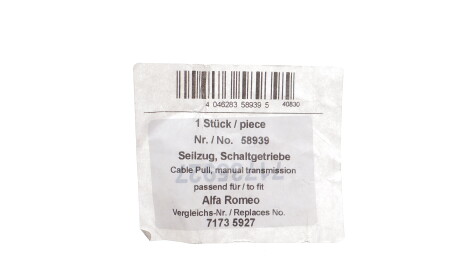 4 046283 58939 5 40830
1 Stück / piece
Nr. / No. 58939
Seilzug, Schaltgetriebe
Cable Pull, manual transmission
passend für / to fit
Alfa Romeo
Vergleichs-Nr. / Replaces No.
7173 5927